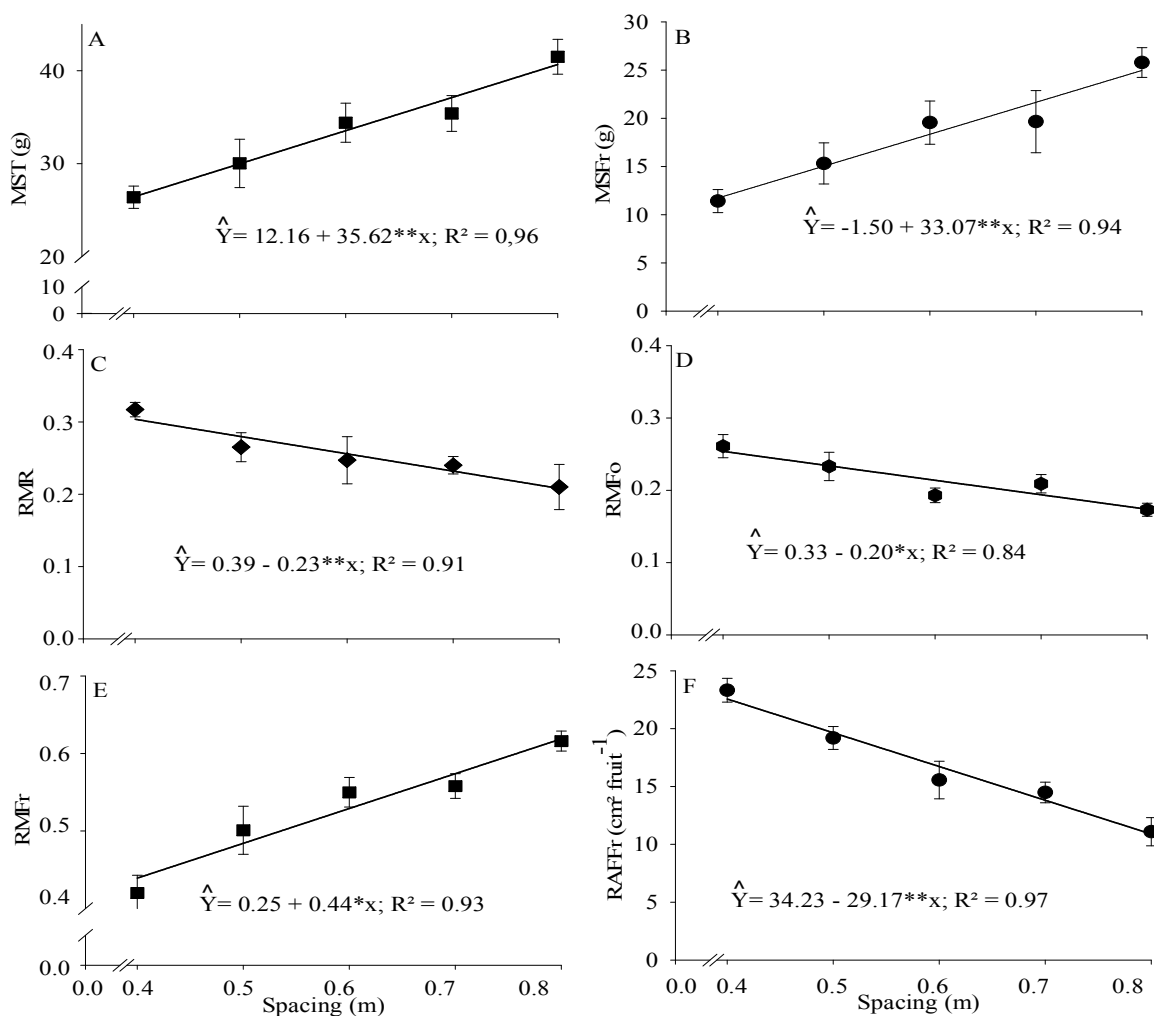 A
MST (g)
40
30
20
10
0
Ŷ= 12.16 + 35.62**x; R² = 0,96
B
MSFr (g)
30
25
20
15
10
5
0
Ŷ= -1.50 + 33.07**x; R² = 0.94
C
RMR
0.4
0.3
0.2
0.1
0.0
Ŷ= 0.39 - 0.23**x; R² = 0.91
D
RMFo
0.4
0.3
0.2
0.1
0.0
Ŷ= 0.33 - 0.20*x; R² = 0.84
E
RMFr
0.7
0.6
0.5
0.4
0.0
Ŷ= 0.25 + 0.44*x; R² = 0.93
0.0 0.4 0.5 0.6 0.7 0.8
Spacing (m)
F
RAFFr (cm² fruit⁻¹)
25
20
15
10
5
0
Ŷ= 34.23 - 29.17**x; R² = 0.97
0.0 0.4 0.5 0.6 0.7 0.8
Spacing (m)